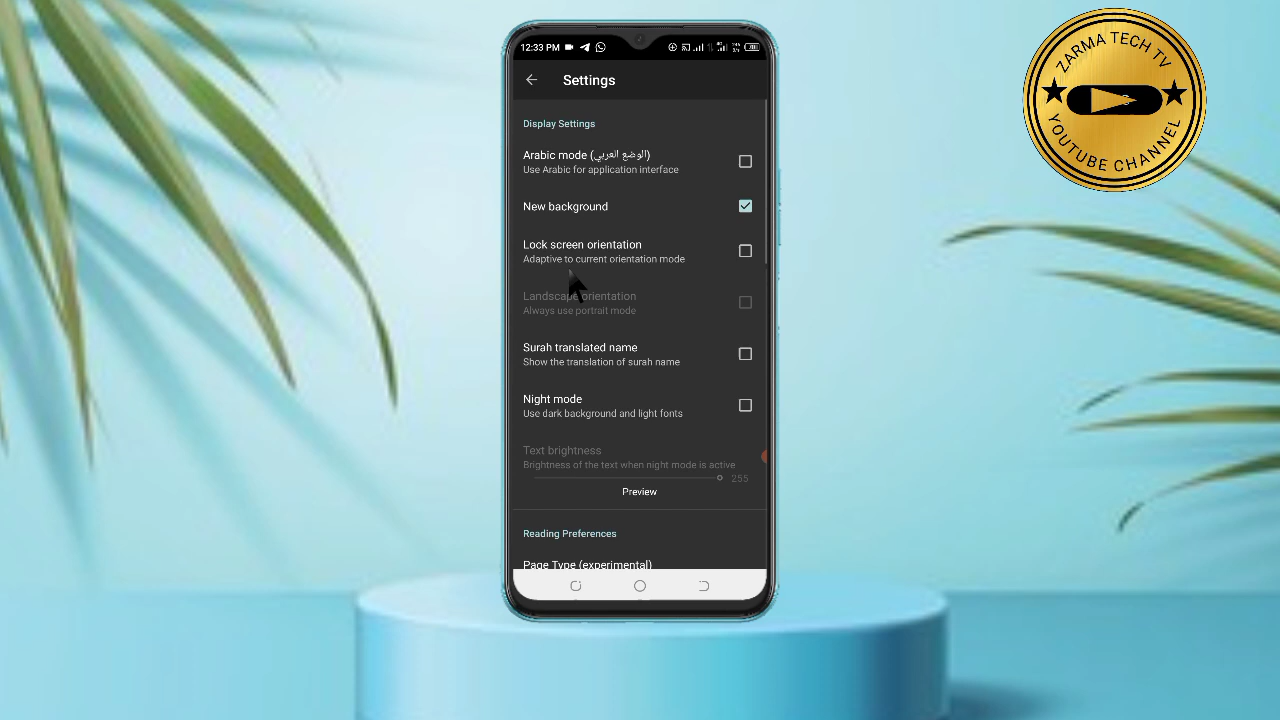 ZARMA TECH TV
YOUTUBE CHANNEL
12:33 PM
Settings
Display Settings
Arabic mode (الوضع العربي)
Use Arabic for application interface
New background
Lock screen orientation
Adaptive to current orientation mode
Landscape orientation
Always use portrait mode
Surah translated name
Show the translation of surah name
Night mode
Use dark background and light fonts
Text brightness
Brightness of the text when night mode is active
255
Preview
Reading Preferences
Page Type (experimental)